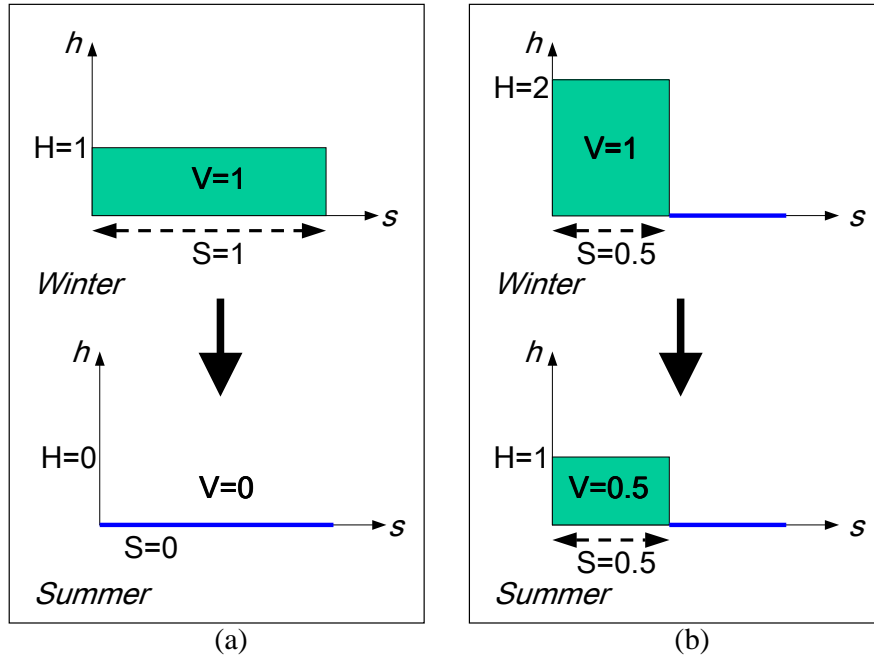 h
H=1
V=1
s
S=1
Winter
h
H=0
V=0
s
S=0
Summer
(a)
h
H=2
V=1
s
S=0.5
Winter
h
H=1
V=0.5
s
S=0.5
Summer
(b)